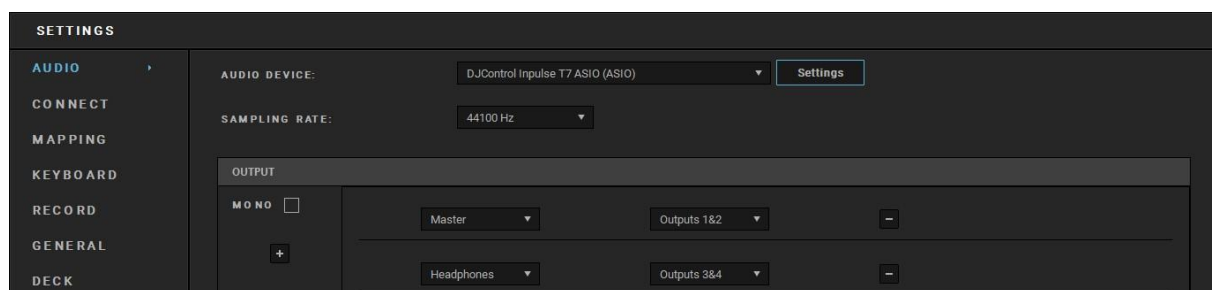 SETTINGS
AUDIO
CONNECT
MAPPING
KEYBOARD
RECORD
GENERAL
DECK
AUDIO DEVICE: DJControl Inpulse T7 ASIO (ASIO) Settings
SAMPLING RATE: 44100 Hz
OUTPUT
MONO
+
Master Outputs 1&2 -
Headphones Outputs 3&4 -